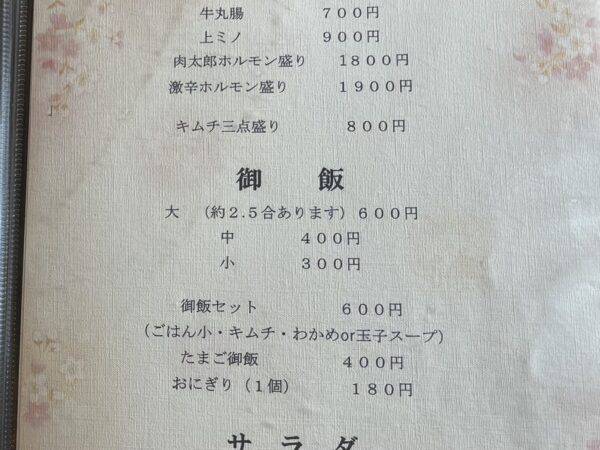 牛丸腸 ７００円
上ミノ ９００円
肉太郎ホルモン盛り １８００円
激辛ホルモン盛り １９００円
キムチ三点盛り ８００円
御 飯
大 （約２.５合あります）６００円
中 ４００円
小 ３００円
御飯セット ６００円
（ごはん小・キムチ・わかめor玉子スープ）
たまご御飯 ４００円
おにぎり（１個） １８０円
サ ラ ダ